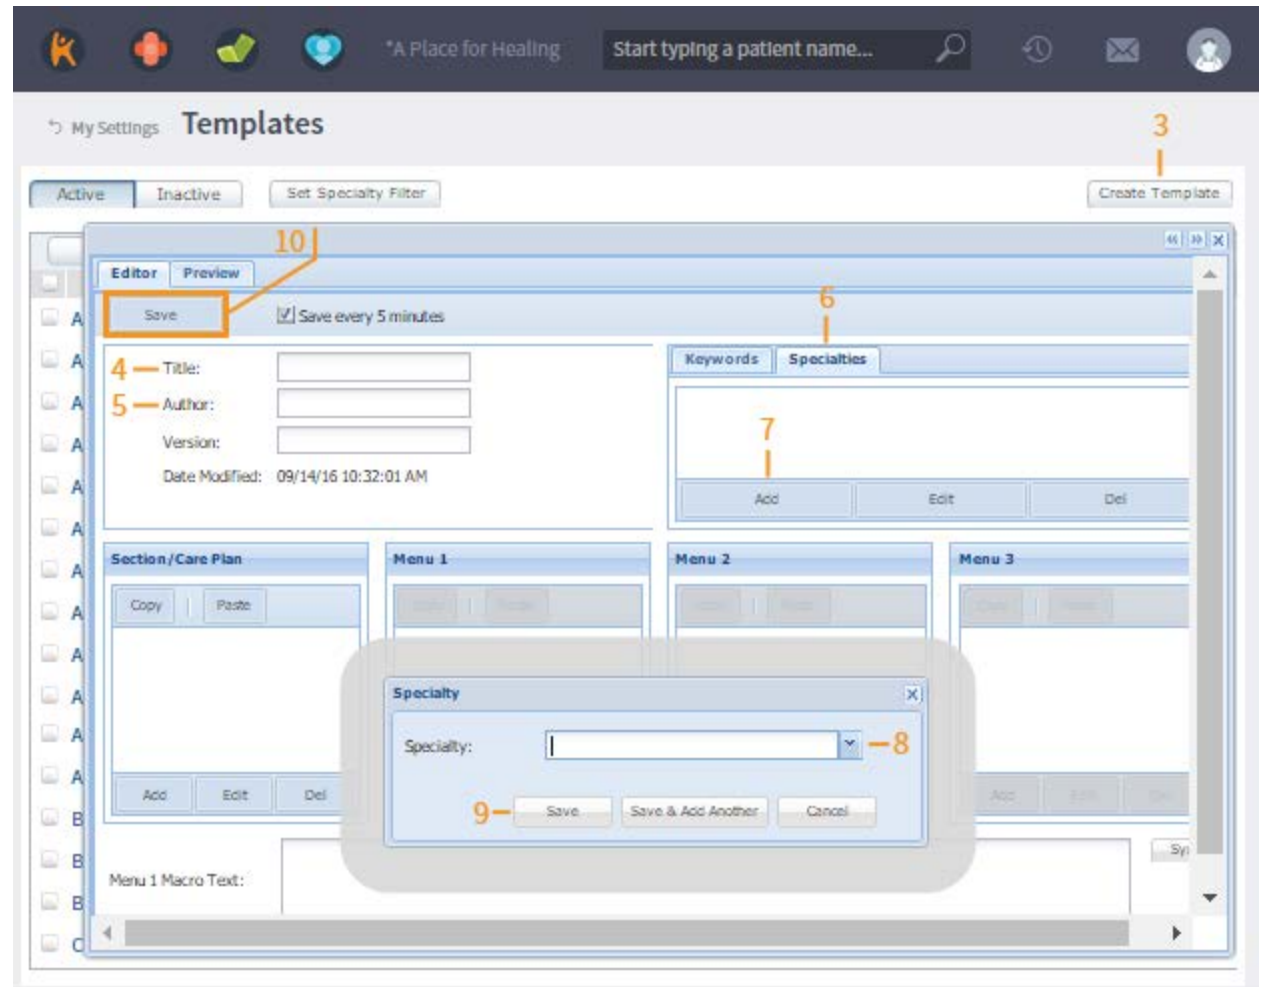 *A Place for Healing Start typing a patient name...
My Settings Templates
3
Active Inactive Set Specialty Filter Create Template
10
Editor Preview
Save Save every 5 minutes
6
4 Title:
5 Author:
Version:
Date Modified: 09/14/16 10:32:01 AM
Keywords Specialties
7
Add Edit Del
Section/Care Plan Menu 1 Menu 2 Menu 3
Copy Paste
Specialty
Specialty: 8
9 Save Save & Add Another Cancel
Add Edit Del
Menu 1 Macro Text:
A
A
A
A
A
A
A
A
A
A
A
A
B
B
B
C